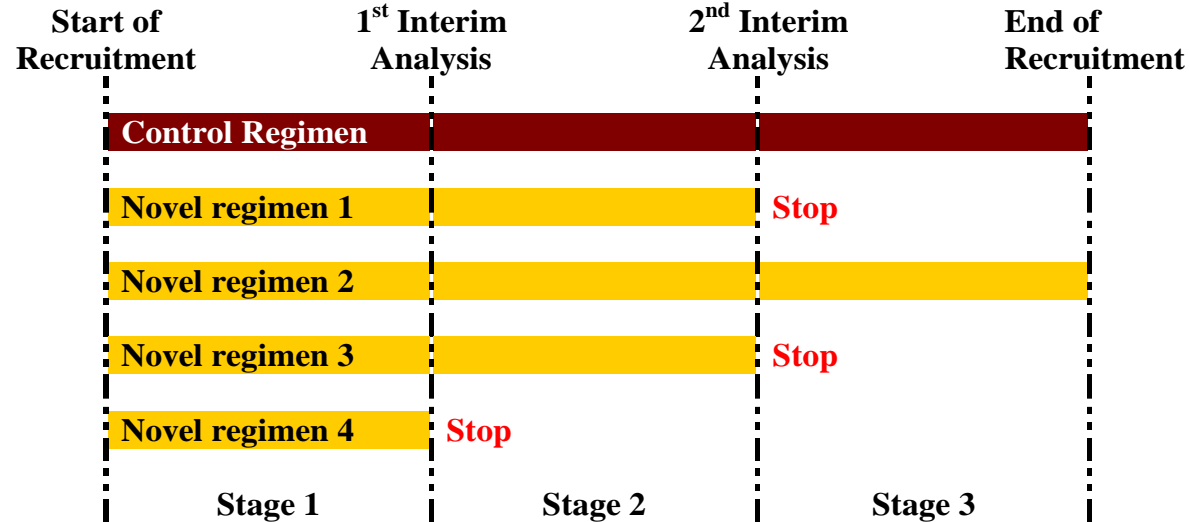 Start of
Recruitment
1st Interim
Analysis
2nd Interim
Analysis
End of
Recruitment
Control Regimen
Novel regimen 1
Stop
Novel regimen 2
Novel regimen 3
Stop
Novel regimen 4
Stop
Stage 1
Stage 2
Stage 3